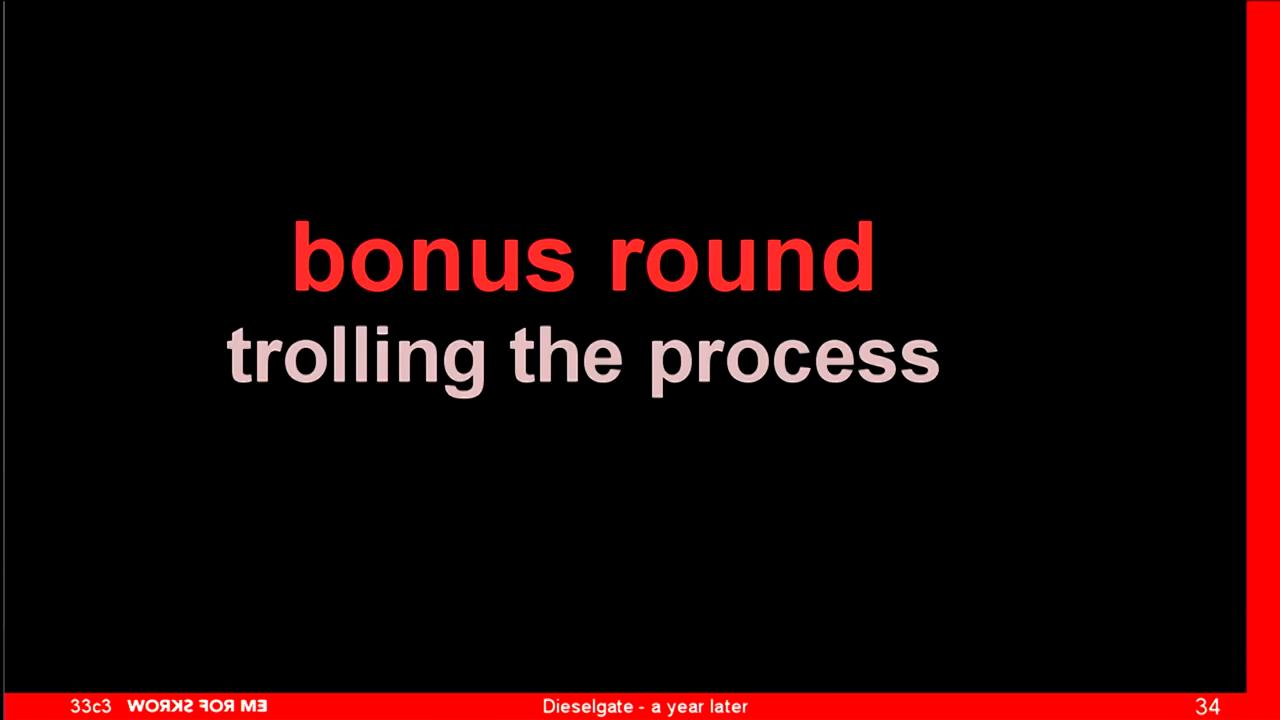 bonus round
trolling the process
33c3 WORKS FOR ME Dieselgate - a year later 34